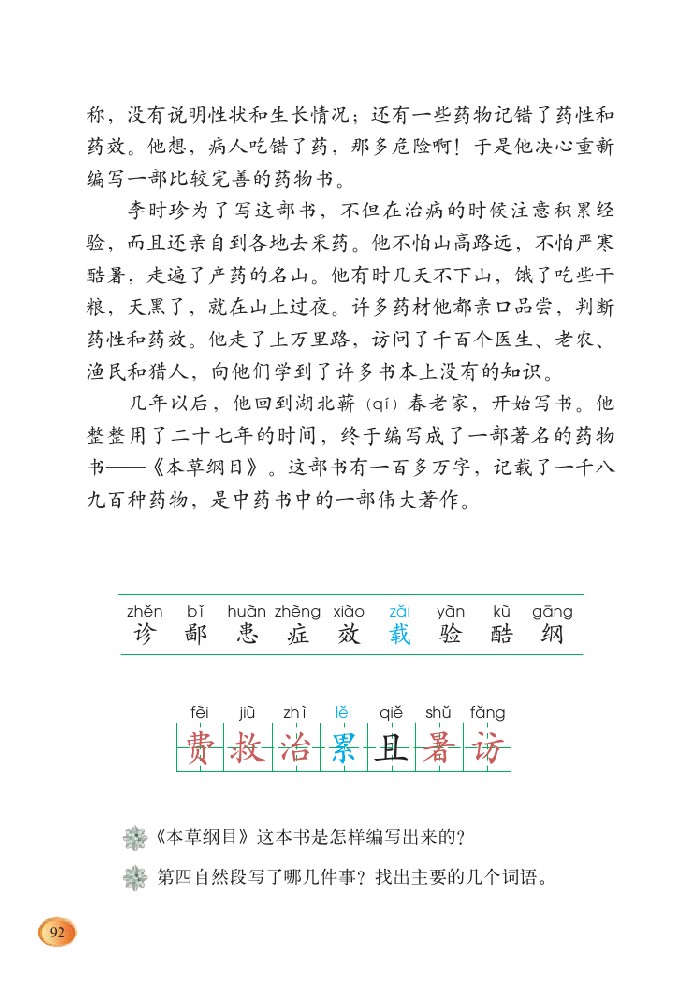 称，没有说明性状和生长情况；还有一些药物记错了药性和
药效。他想，病人吃错了药，那多危险啊！于是他决心重新
编写一部比较完善的药物书。
李时珍为了写这部书，不但在治病的时候注意积累经
验，而且还亲自到各地去采药。他不怕山高路远，不怕严寒
酷暑，走遍了产药的名山。他有时几天不下山，饿了吃些干
粮，天黑了，就在山上过夜。许多药材他都亲口品尝，判断
药性和药效。他走了上万里路，访问了千百个医生、老农、
渔民和猎人，向他们学到了许多书本上没有的知识。
几年以后，他回到湖北蕲（qí）春老家，开始写书。他
整整用了二十七年的时间，终于编写成了一部著名的药物
书——《本草纲目》。这部书有一百多万字，记载了一千八
九百种药物，是中药书中的一部伟大著作。
zhěn bǐ huàn zhèng xiào zǎi yàn kù gāng
诊 鄙 患 症 效 载 验 酷 纲
fèi jiù zhì lěi qiě shǔ fǎng
费 救 治 累 且 暑 访
《本草纲目》这本书是怎样编写出来的？
第四自然段写了哪几件事？找出主要的几个词语。
92